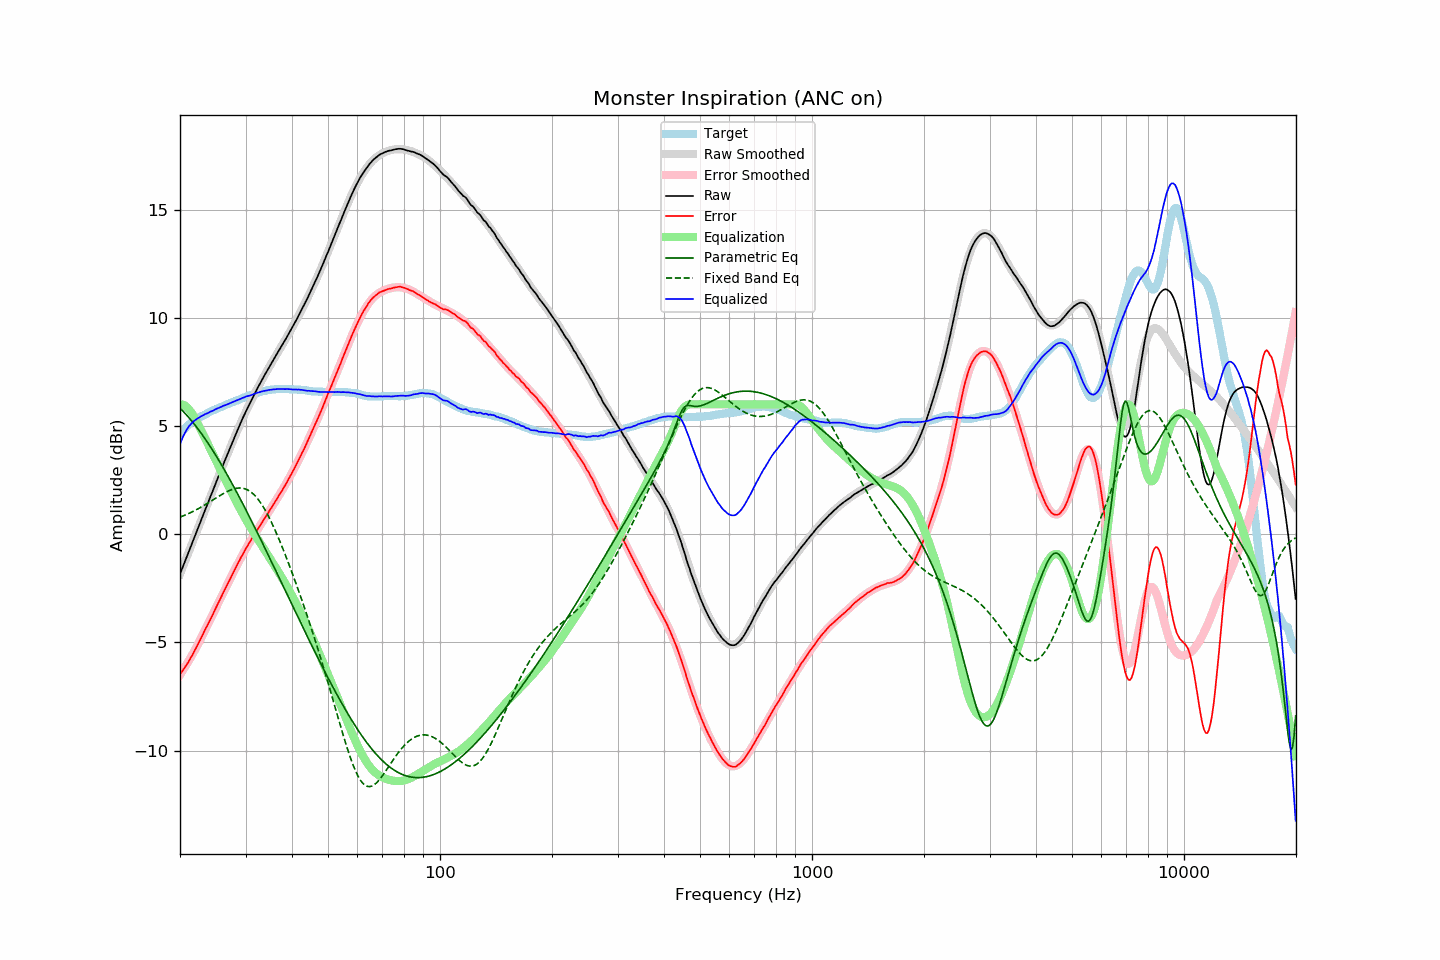 Monster Inspiration (ANC on)
Target
Raw Smoothed
Error Smoothed
Raw
Error
Equalization
Parametric Eq
Fixed Band Eq
Equalized
Amplitude (dBr)
15
10
5
0
−5
−10
100
1000
10000
Frequency (Hz)